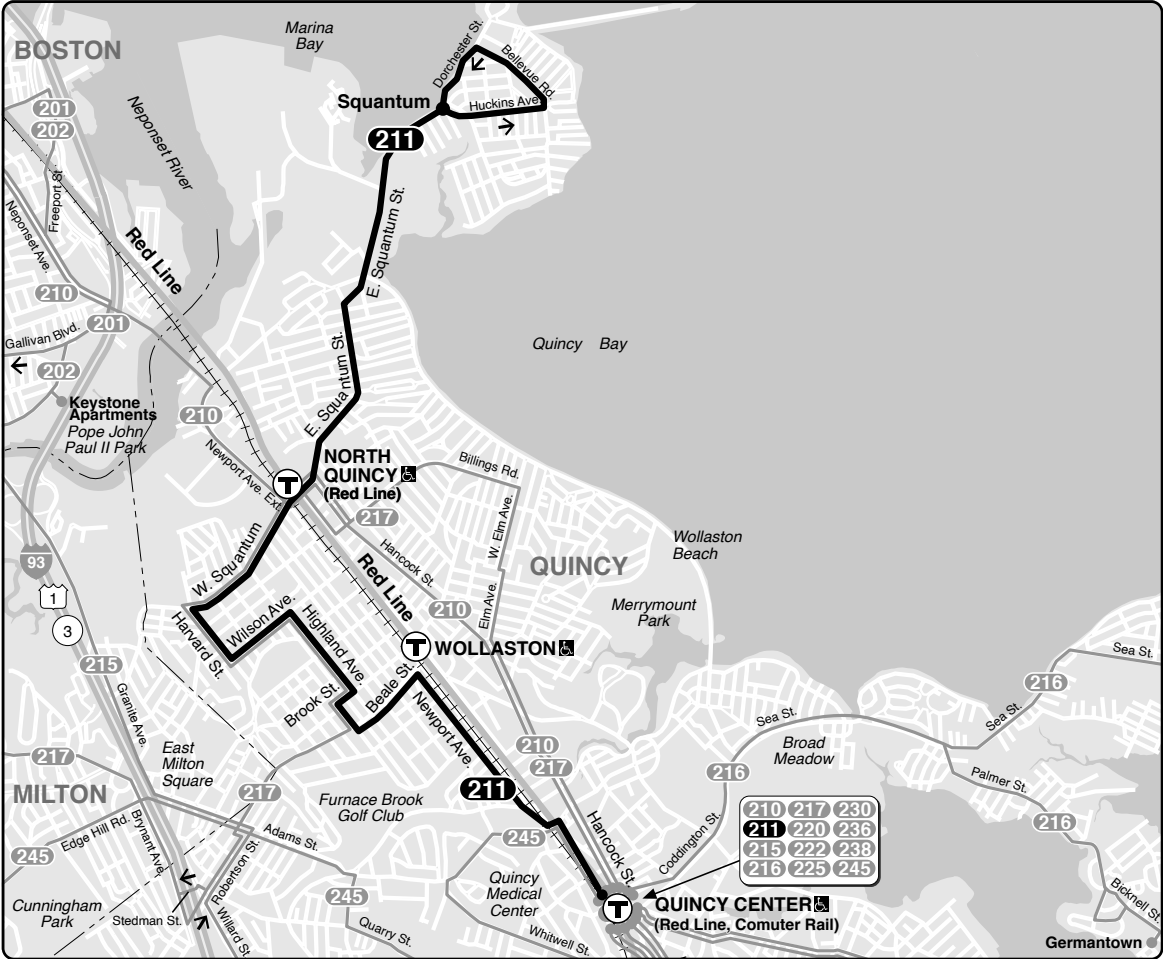 BOSTON
Marina
Bay
Dorchester St.
Bellevue Rd.
Huckins Ave.
Squantum
211
201
202
Neponset River
Freeport St.
Neponset Ave.
Red Line
E. Squantum St.
210
201
Gallivan Blvd.
202
Quincy Bay
E. Squantum St.
Keystone
Apartments
Pope John
Paul II Park
210
Newport Ave. Ext.
NORTH
QUINCY
(Red Line)
T
Billings Rd.
217
W. Elm Ave.
Hancock St.
Wollaston
Beach
QUINCY
93
1
3
W. Squantum
Red Line
Elm Ave.
210
Merrymount
Park
Harvard St.
Wilson Ave.
Highland Ave.
T
WOLLASTON
Sea St.
215
216
Granite Ave.
Brook St.
Beale St.
Newport Ave.
Sea St.
Sea St.
217
East
Milton
Square
210
217
Broad
Meadow
216
Palmer St.
MILTON
217
Furnace Brook
Golf Club
211
Hancock St.
Coddington St.
210 217 230
211 220 236
215 222 238
216 225 245
216
Edge Hill Rd.
Brynant Ave.
Adams St.
245
245
Robertson St.
245
Quincy
Medical
Center
Bicknell St.
Cunningham
Park
Stedman St.
Willard St.
Quarry St.
Whitwell St.
T
QUINCY CENTER
(Red Line, Comuter Rail)
Germantown